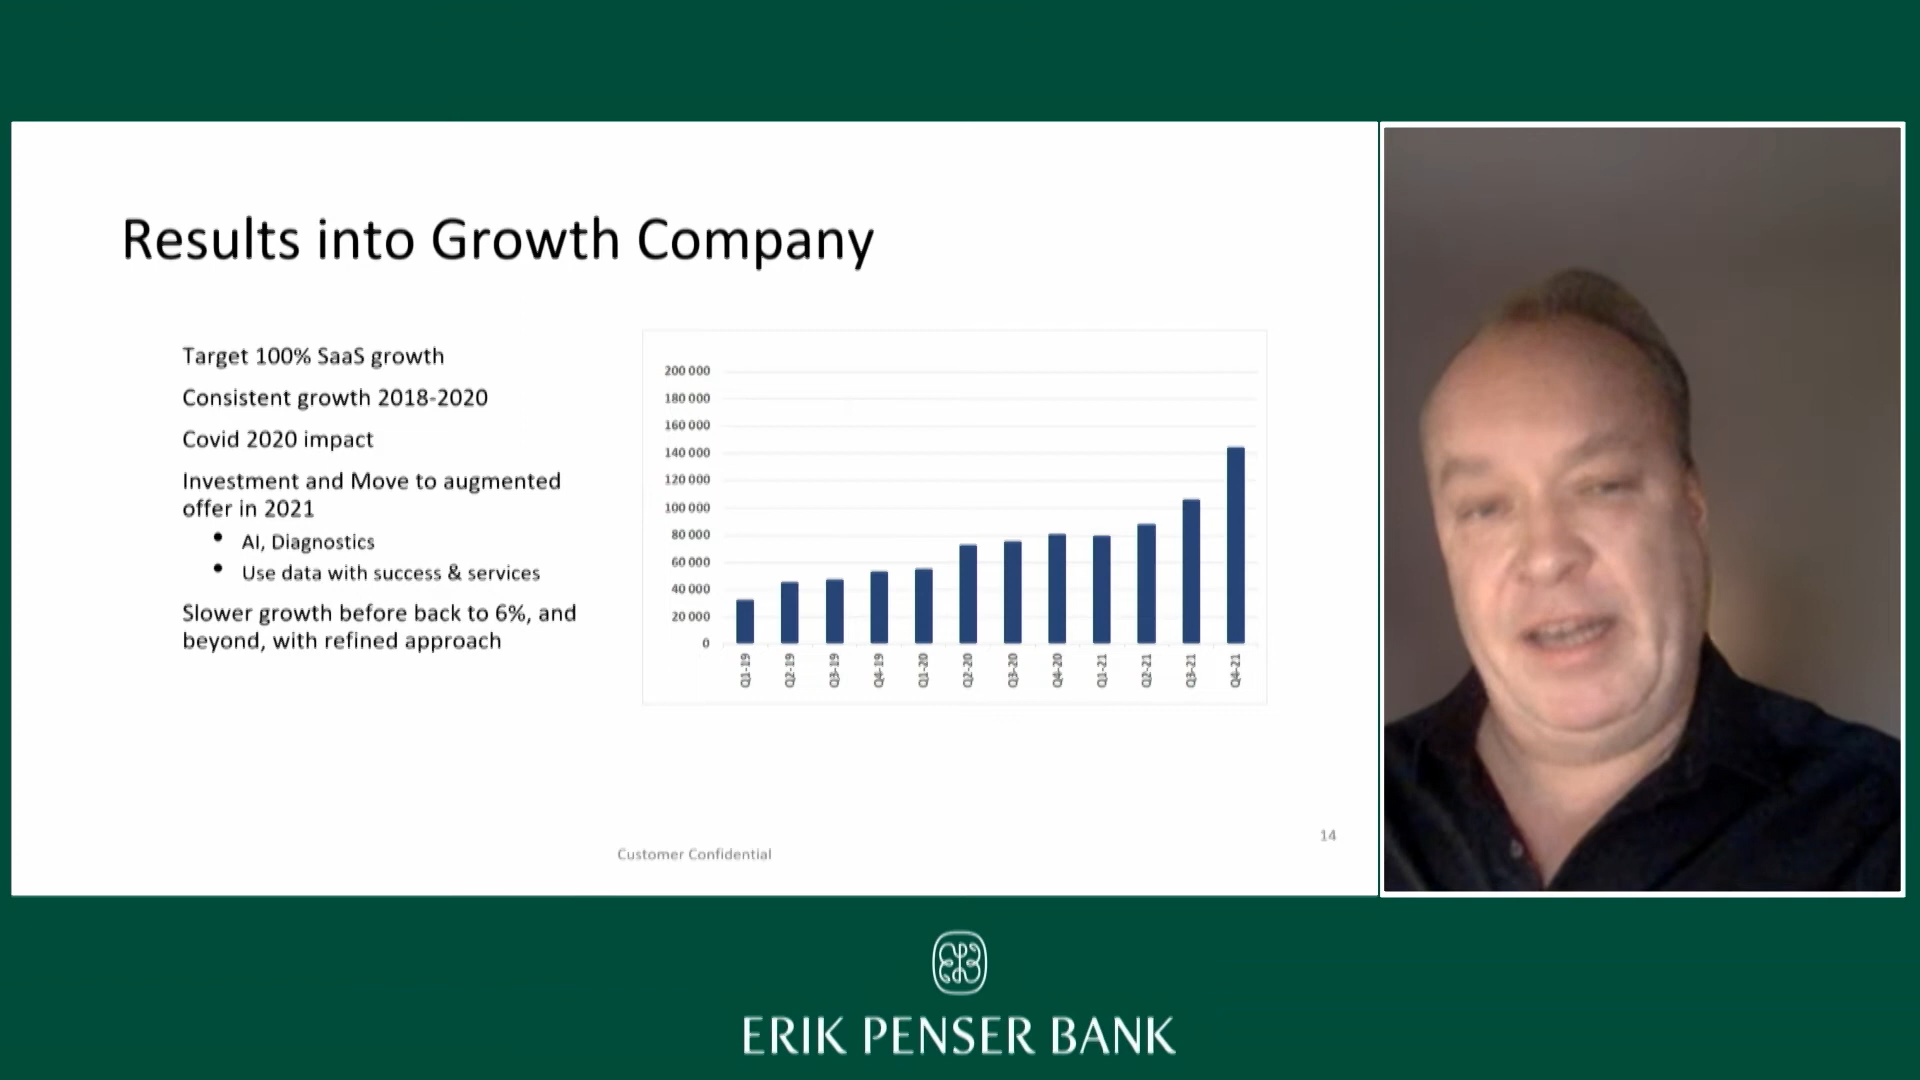 Results into Growth Company
Target 100% SaaS growth
Consistent growth 2018-2020
Covid 2020 impact
Investment and Move to augmented
offer in 2021
• AI, Diagnostics
• Use data with success & services
Slower growth before back to 6%, and
beyond, with refined approach
200 000
180 000
160 000
140 000
120 000
100 000
80 000
60 000
40 000
20 000
0
Q1-19
Q2-19
Q3-19
Q4-19
Q1-20
Q2-20
Q3-20
Q4-20
Q1-21
Q2-21
Q3-21
Q4-21
14
Customer Confidential
ERIK PENSER BANK